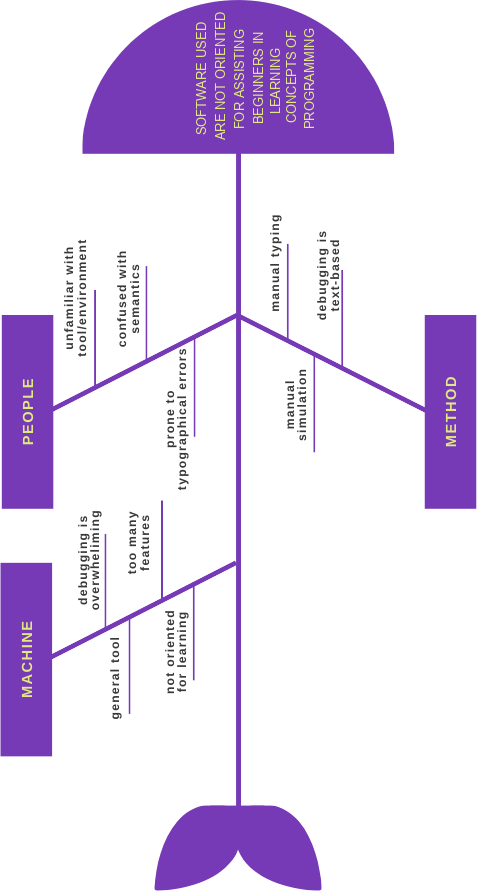 SOFTWARE USED
ARE NOT ORIENTED
FOR ASSISTING
BEGINNERS IN
LEARNING
CONCEPTS OF
PROGRAMMING
PEOPLE
unfamiliar with
tool/environment
confused with
semantics
prone to
typographical errors
METHOD
manual typing
debugging is
text-based
manual
simulation
MACHINE
debugging is
overwheliming
too many
features
general tool
not oriented
for learning